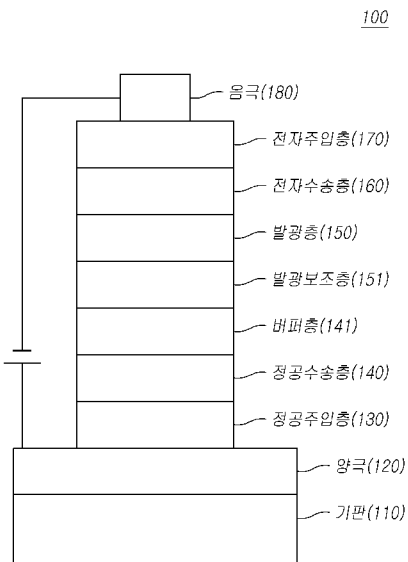 100
음극(180)
전자주입층(170)
전자수송층(160)
발광층(150)
발광보조층(151)
버퍼층(141)
정공수송층(140)
정공주입층(130)
양극(120)
기판(110)